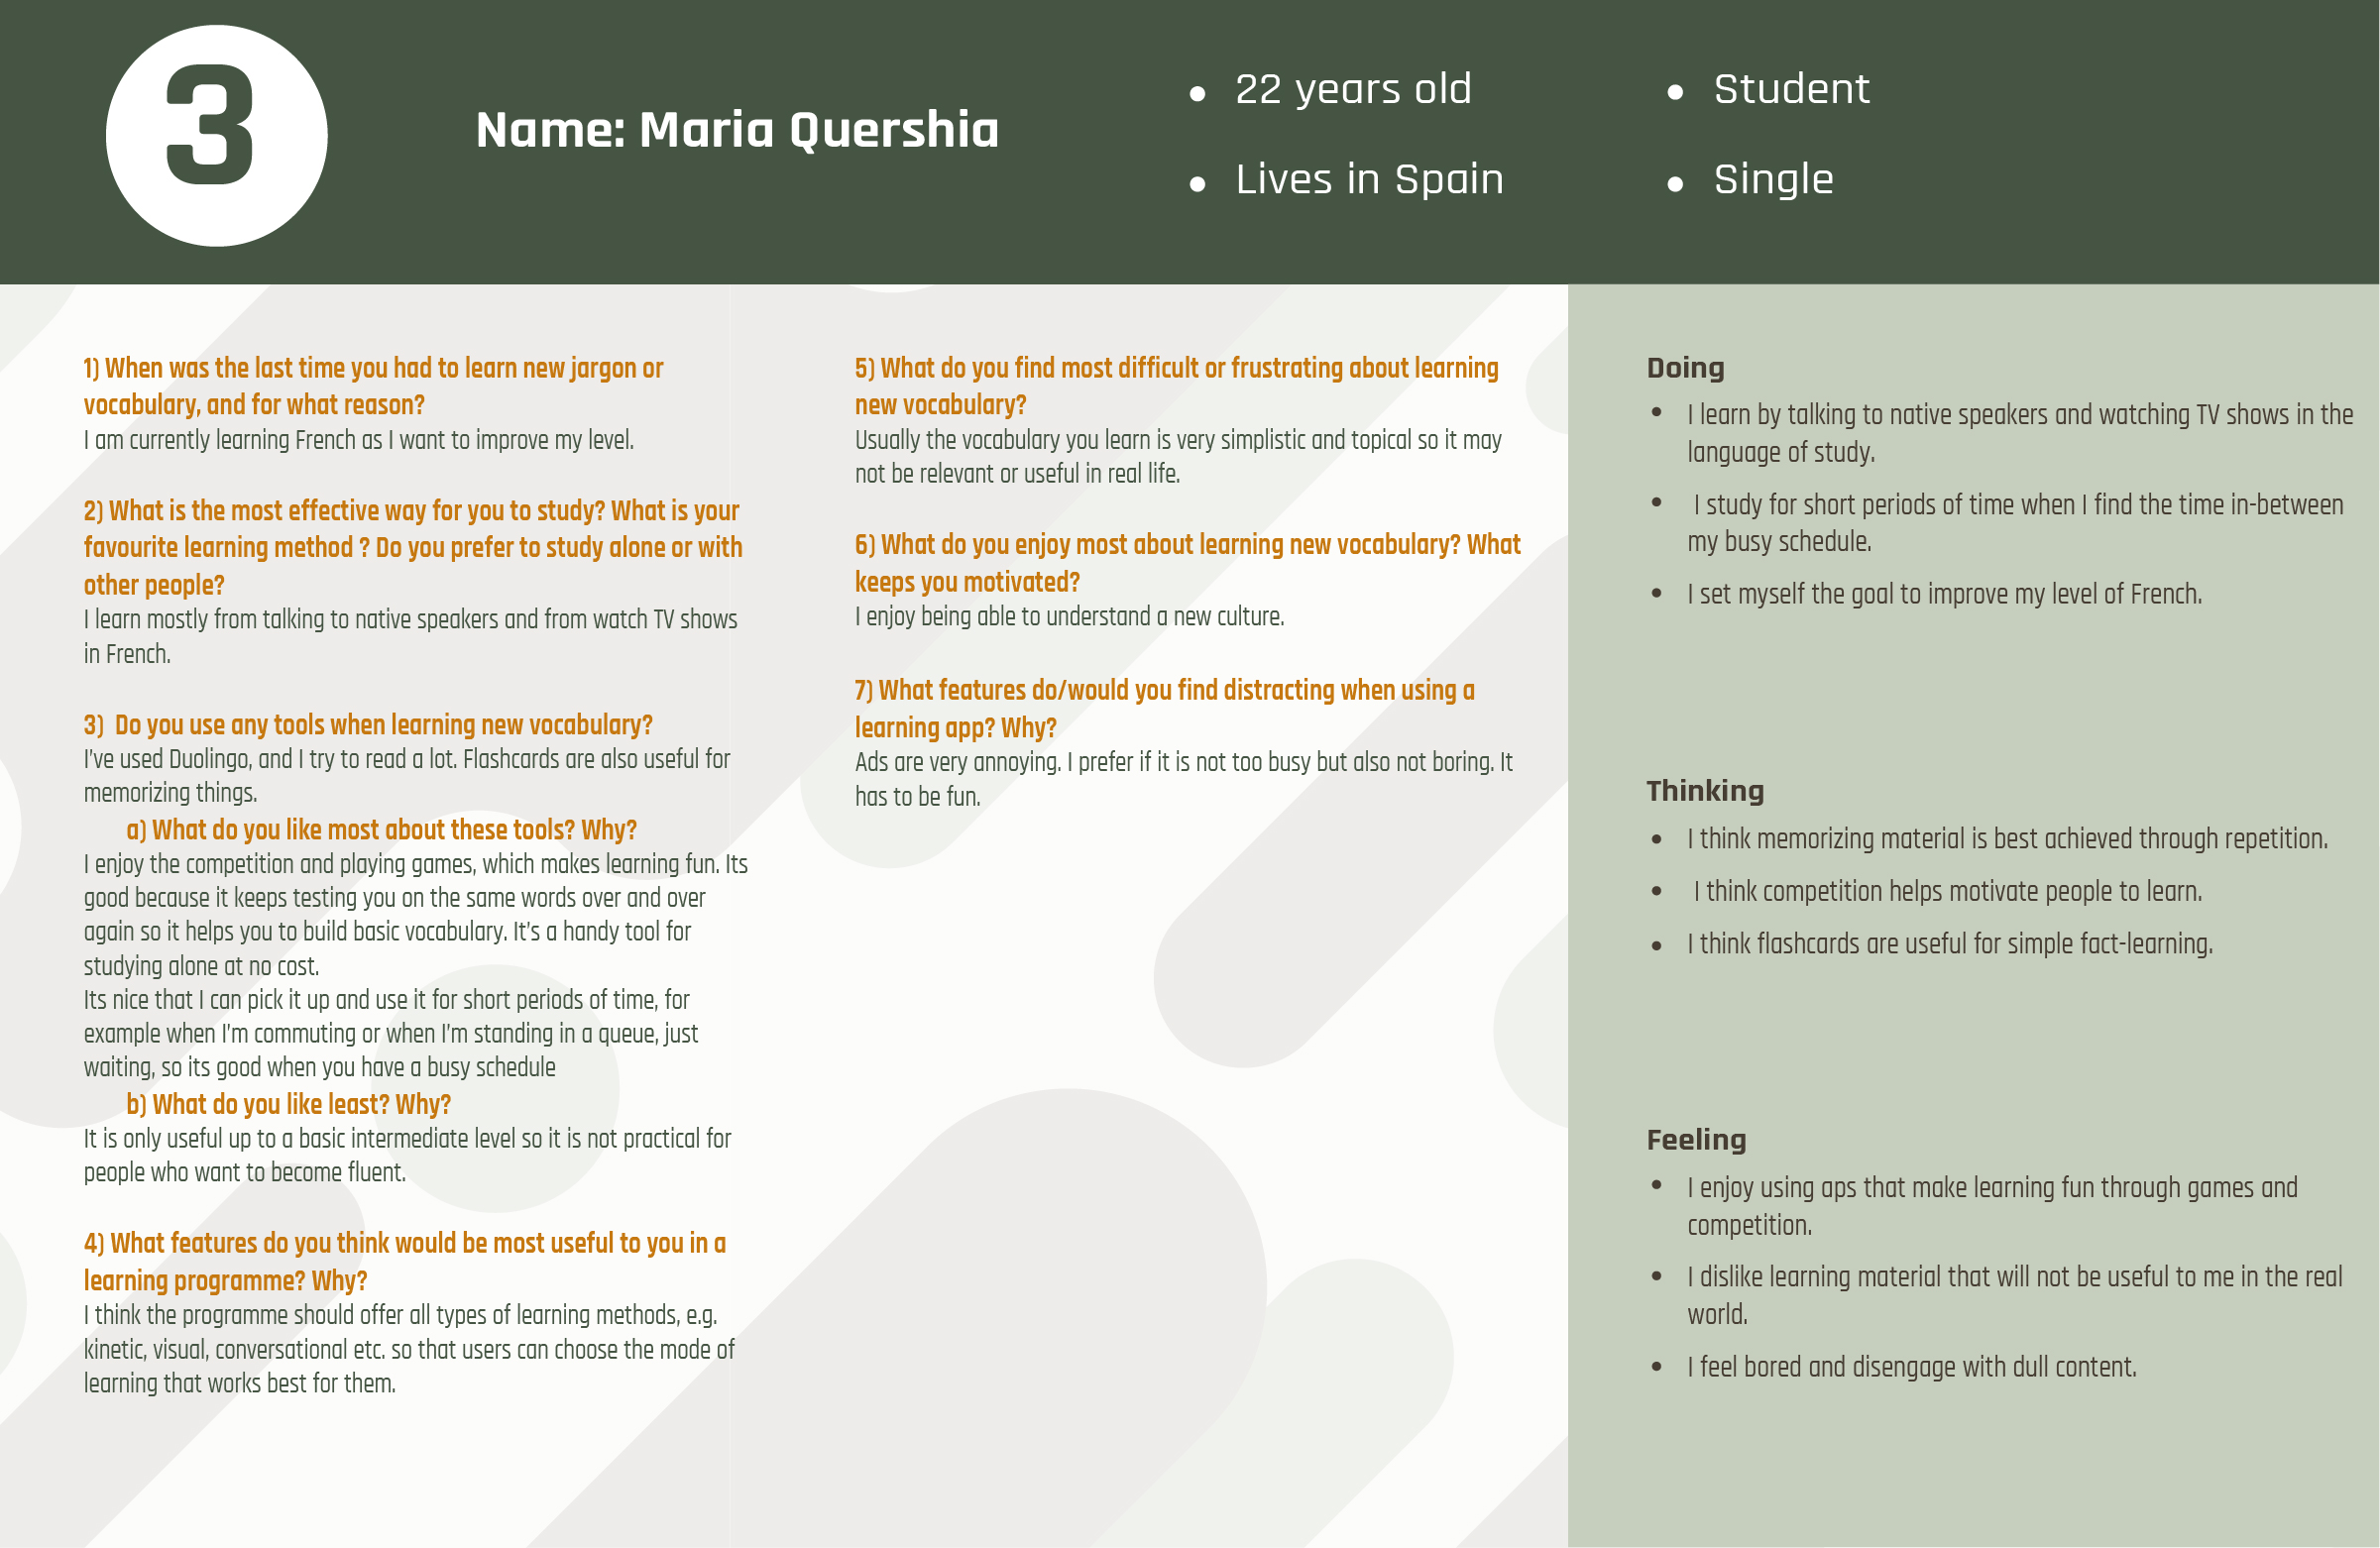 3
Name: Maria Quershia
• 22 years old
• Lives in Spain
• Student
• Single
1) When was the last time you had to learn new jargon or
vocabulary, and for what reason?
I am currently learning French as I want to improve my level.
2) What is the most effective way for you to study? What is your
favourite learning method ? Do you prefer to study alone or with
other people?
I learn mostly from talking to native speakers and from watch TV shows
in French.
3)  Do you use any tools when learning new vocabulary?
I've used Duolingo, and I try to read a lot. Flashcards are also useful for
memorizing things.
a) What do you like most about these tools? Why?
I enjoy the competition and playing games, which makes learning fun. Its
good because it keeps testing you on the same words over and over
again so it helps you to build basic vocabulary. It's a handy tool for
studying alone at no cost.
Its nice that I can pick it up and use it for short periods of time, for
example when I'm commuting or when I'm standing in a queue, just
waiting, so its good when you have a busy schedule
b) What do you like least? Why?
It is only useful up to a basic intermediate level so it is not practical for
people who want to become fluent.
4) What features do you think would be most useful to you in a
learning programme? Why?
I think the programme should offer all types of learning methods, e.g.
kinetic, visual, conversational etc. so that users can choose the mode of
learning that works best for them.
5) What do you find most difficult or frustrating about learning
new vocabulary?
Usually the vocabulary you learn is very simplistic and topical so it may
not be relevant or useful in real life.
6) What do you enjoy most about learning new vocabulary? What
keeps you motivated?
I enjoy being able to understand a new culture.
7) What features do/would you find distracting when using a
learning app? Why?
Ads are very annoying. I prefer if it is not too busy but also not boring. It
has to be fun.
Doing
• I learn by talking to native speakers and watching TV shows in the
language of study.
• I study for short periods of time when I find the time in-between
my busy schedule.
• I set myself the goal to improve my level of French.
Thinking
• I think memorizing material is best achieved through repetition.
• I think competition helps motivate people to learn.
• I think flashcards are useful for simple fact-learning.
Feeling
• I enjoy using aps that make learning fun through games and
competition.
• I dislike learning material that will not be useful to me in the real
world.
• I feel bored and disengage with dull content.